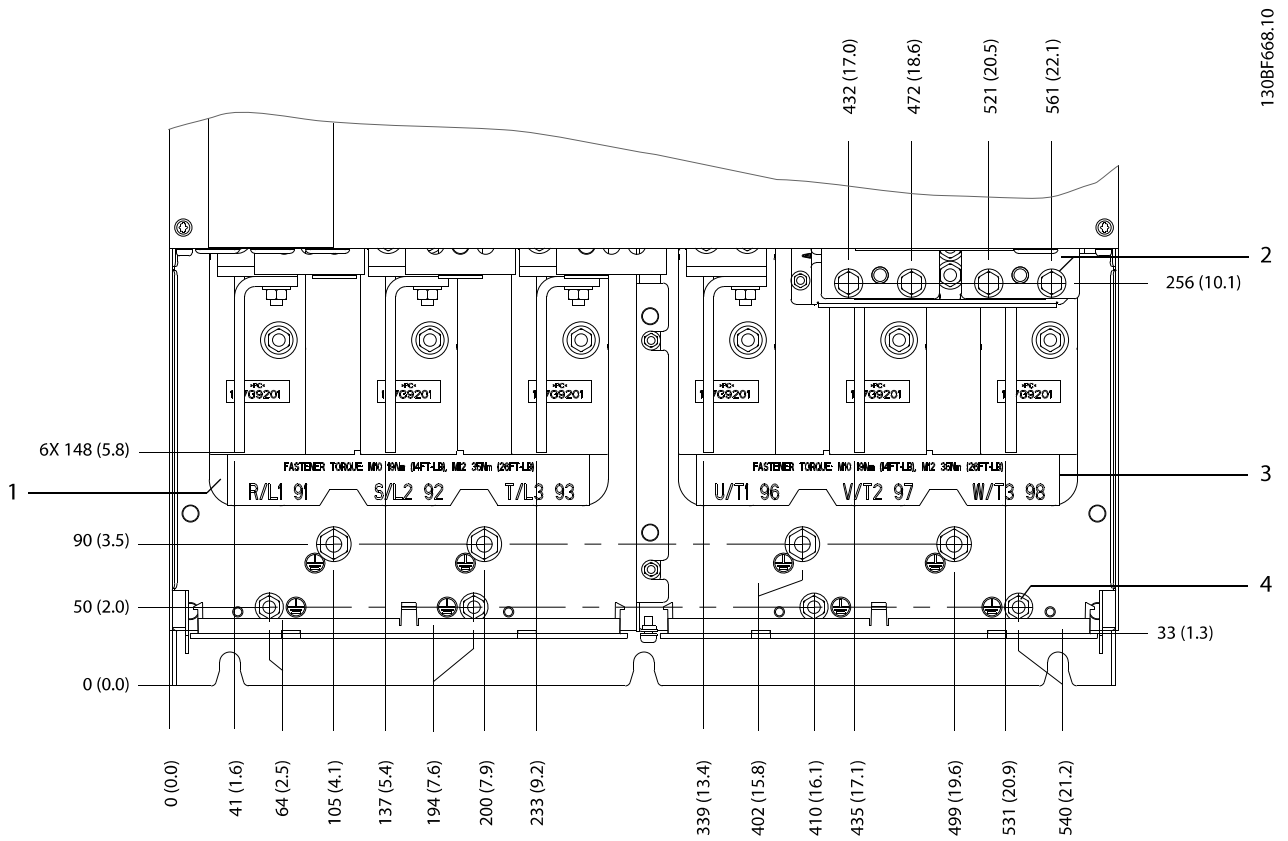 130BF668.10
432 (17.0)
472 (18.6)
521 (20.5)
561 (22.1)
2
256 (10.1)
6X 148 (5.8)
FASTENER TORQUE: M10 19Nm (14FT-LB), M12 35Nm (26FT-LB)
FASTENER TORQUE: M10 19Nm (14FT-LB), M12 35Nm (26FT-LB)
3
1
R/L1 91
S/L2 92
T/L3 93
U/T1 96
V/T2 97
W/T3 98
90 (3.5)
4
50 (2.0)
33 (1.3)
0 (0.0)
0 (0.0)
41 (1.6)
64 (2.5)
105 (4.1)
137 (5.4)
194 (7.6)
200 (7.9)
233 (9.2)
339 (13.4)
402 (15.8)
410 (16.1)
435 (17.1)
499 (19.6)
531 (20.9)
540 (21.2)